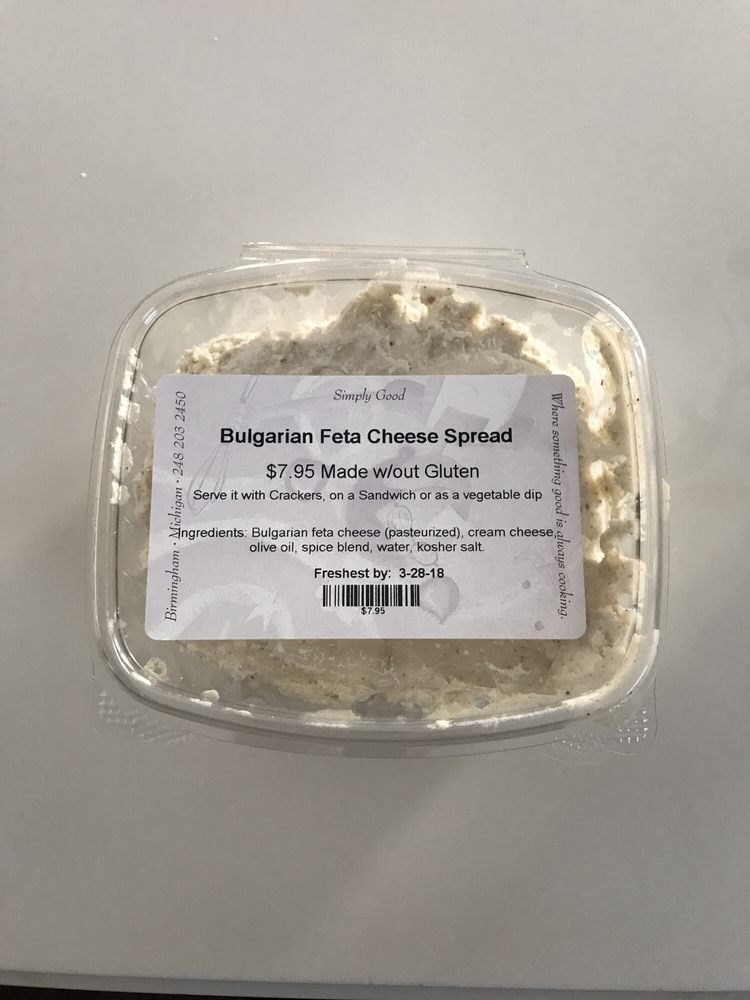 Simply Good
Bulgarian Feta Cheese Spread
$7.95 Made w/out Gluten
Serve it with Crackers, on a Sandwich or as a vegetable dip
Ingredients: Bulgarian feta cheese (pasteurized), cream cheese,
olive oil, spice blend, water, kosher salt.
Freshest by: 3-28-18
$7.95
Birmingham · Michigan · 248 203 2450
Where something good is always cooking.